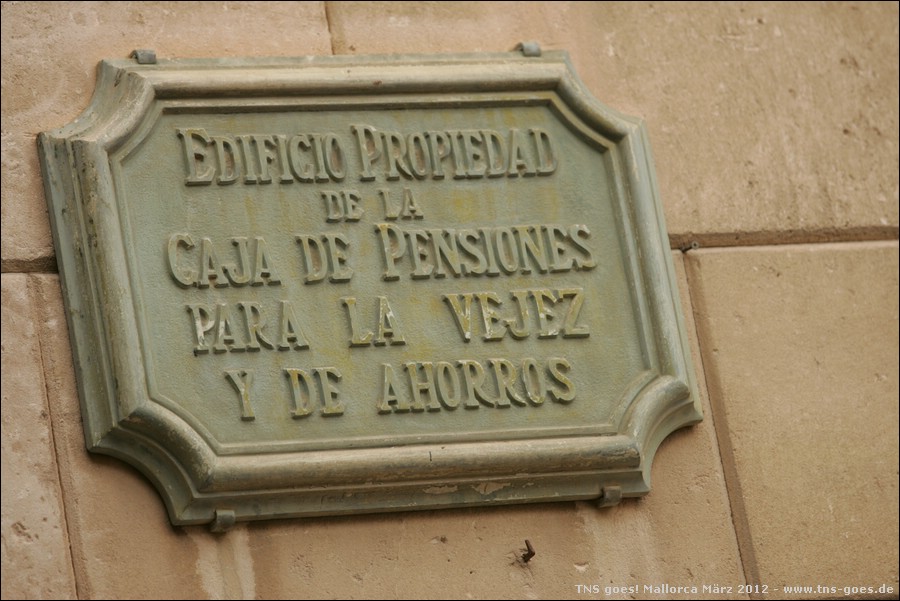 EDIFICIO PROPIEDAD
DE LA
CAJA DE PENSIONES
PARA LA VEJEZ
Y DE AHORROS
TNS goes! Mallorca März 2012 - www.tns-goes.de